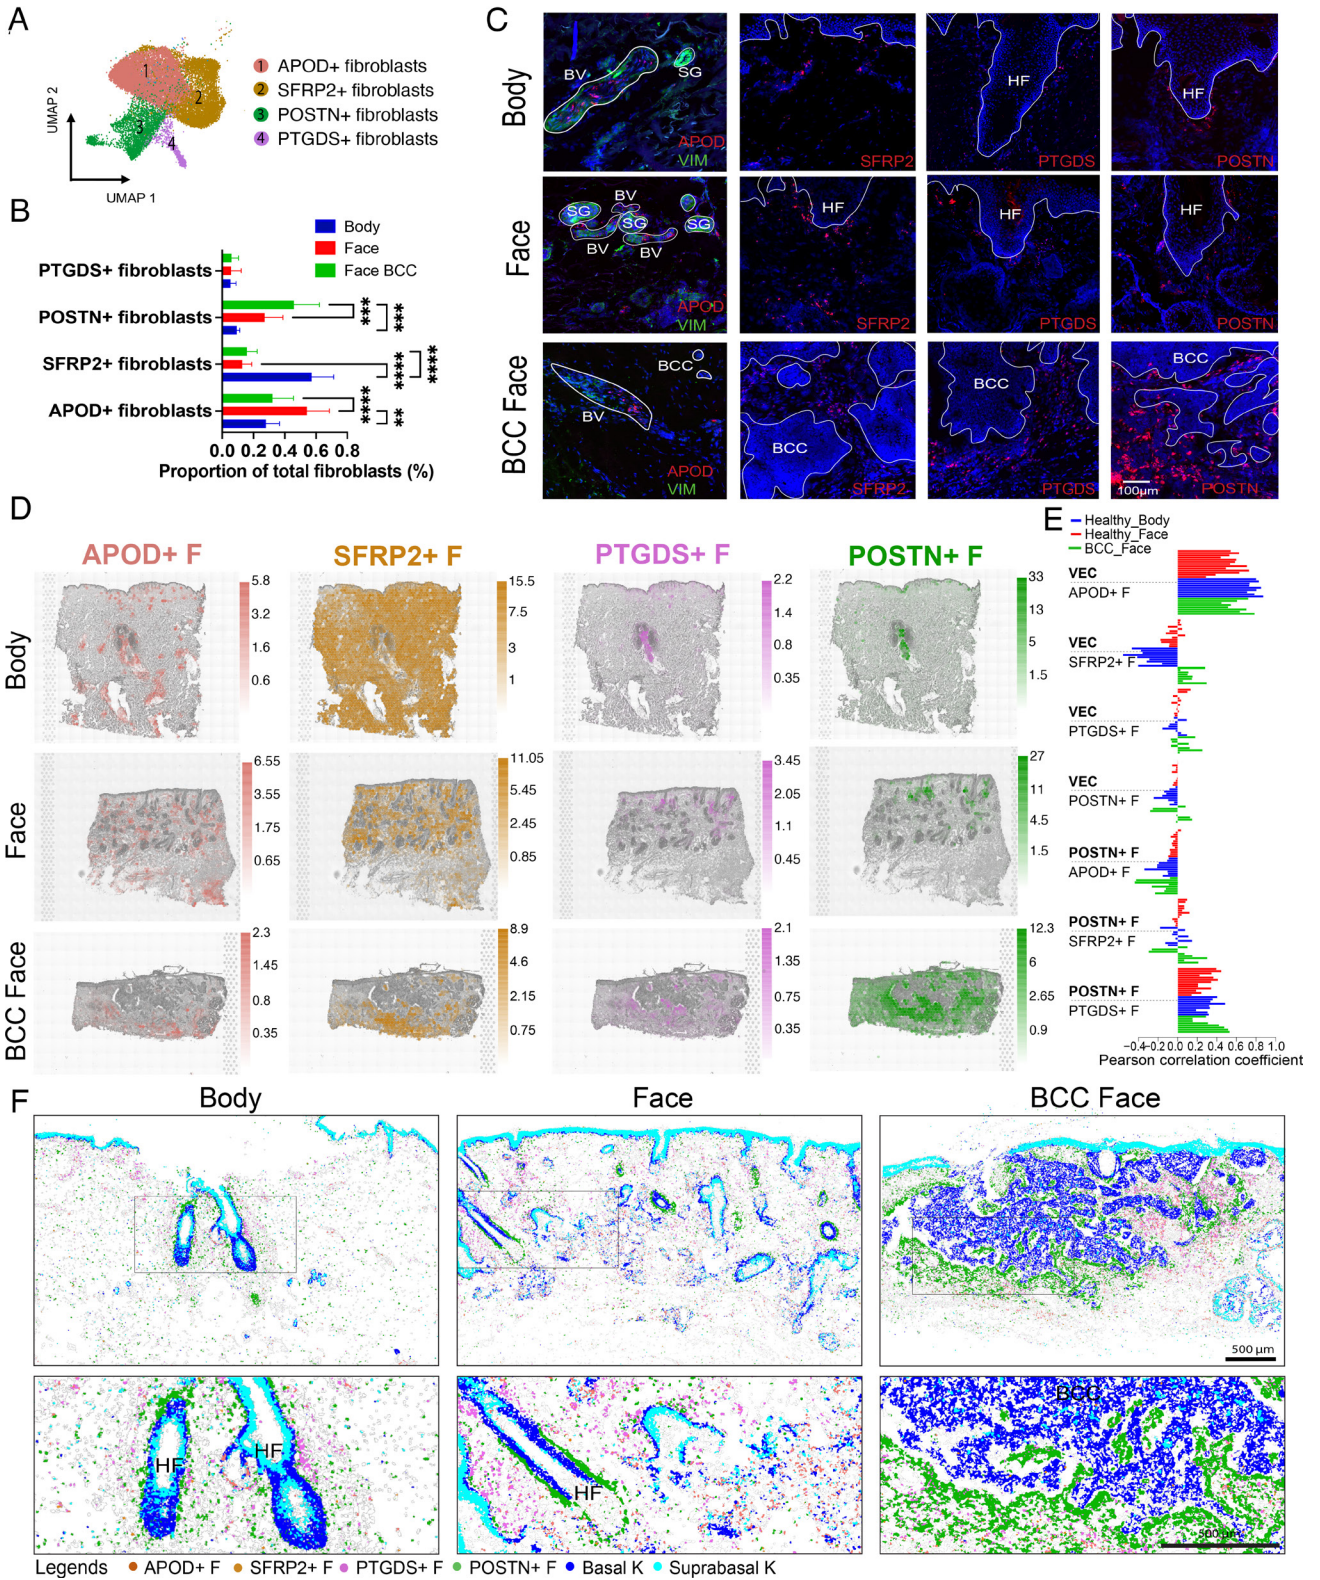 A
UMAP 2
UMAP 1
1
2
3
4
1 APOD+ fibroblasts
2 SFRP2+ fibroblasts
3 POSTN+ fibroblasts
4 PTGDS+ fibroblasts
B
Body
Face
Face BCC
PTGDS+ fibroblasts
POSTN+ fibroblasts
SFRP2+ fibroblasts
APOD+ fibroblasts
*** ***
**** ****
**** **
0.0 0.2 0.4 0.6 0.8
Proportion of total fibroblasts (%)
C
Body
BV
SG
APOD
VIM
SFRP2
HF
PTGDS
HF
POSTN
Face
SG
BV
SG
SG
BV
BV
APOD
VIM
HF
SFRP2
HF
PTGDS
HF
POSTN
BCC Face
BCC
BV
APOD
VIM
BCC
SFRP2
BCC
PTGDS
BCC
100µm
POSTN
D
APOD+ F
SFRP2+ F
PTGDS+ F
POSTN+ F
Body
5.8
3.2
1.6
0.6
15.5
7.5
3
1
2.2
1.4
0.8
0.35
33
13
5
1.5
Face
6.55
3.55
1.75
0.65
11.05
5.45
2.45
0.85
3.45
2.05
1.1
0.45
27
11
4.5
1.5
BCC Face
2.3
1.45
0.8
0.35
8.9
4.6
2.15
0.75
2.1
1.35
0.75
0.35
12.3
6
2.65
0.9
E
Healthy_Body
Healthy_Face
BCC_Face
VEC
APOD+ F
VEC
SFRP2+ F
VEC
PTGDS+ F
VEC
POSTN+ F
POSTN+ F
APOD+ F
POSTN+ F
SFRP2+ F
POSTN+ F
PTGDS+ F
−0.4 −0.2 0.0 0.2 0.4 0.6 0.8 1.0
Pearson correlation coefficient
F
Body
Face
BCC Face
500 µm
HF
HF
HF
BCC
500 µm
Legends APOD+ F SFRP2+ F PTGDS+ F POSTN+ F Basal K Suprabasal K